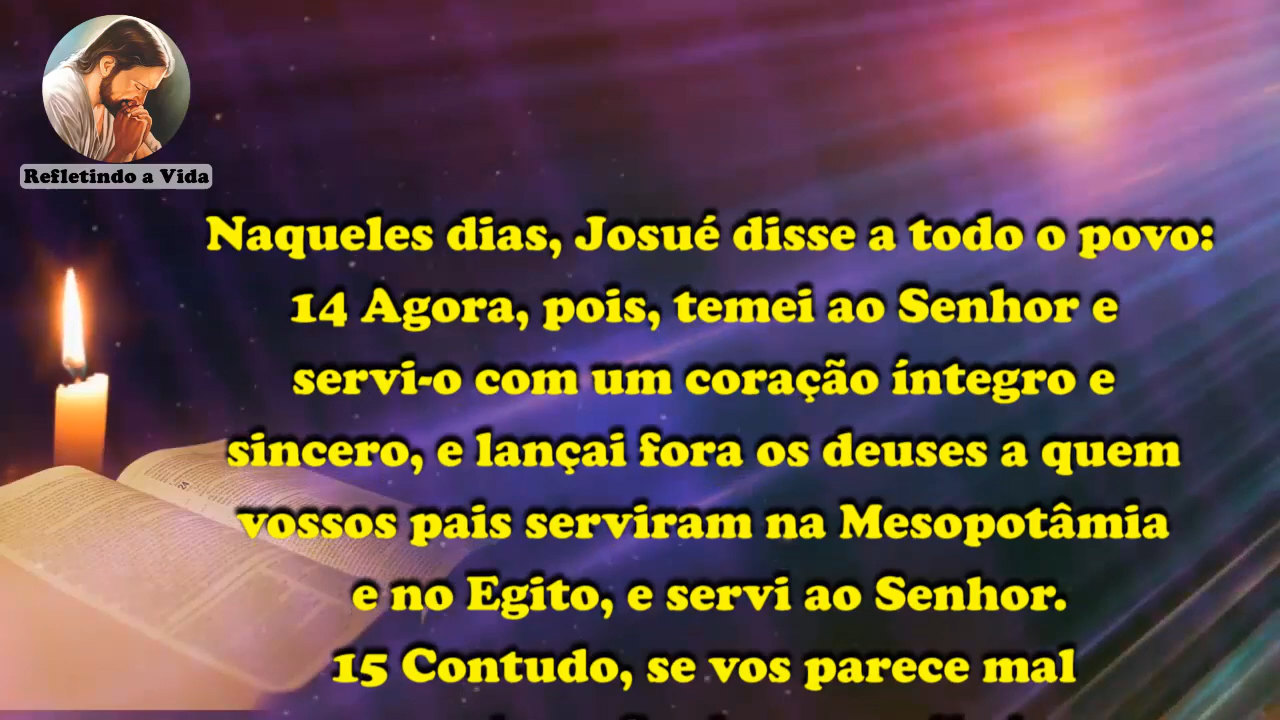 Refletindo a Vida
Naqueles dias, Josué disse a todo o povo:
14 Agora, pois, temei ao Senhor e
servi-o com um coração íntegro e
sincero, e lançai fora os deuses a quem
vossos pais serviram na Mesopotâmia
e no Egito, e servi ao Senhor.
15 Contudo, se vos parece mal